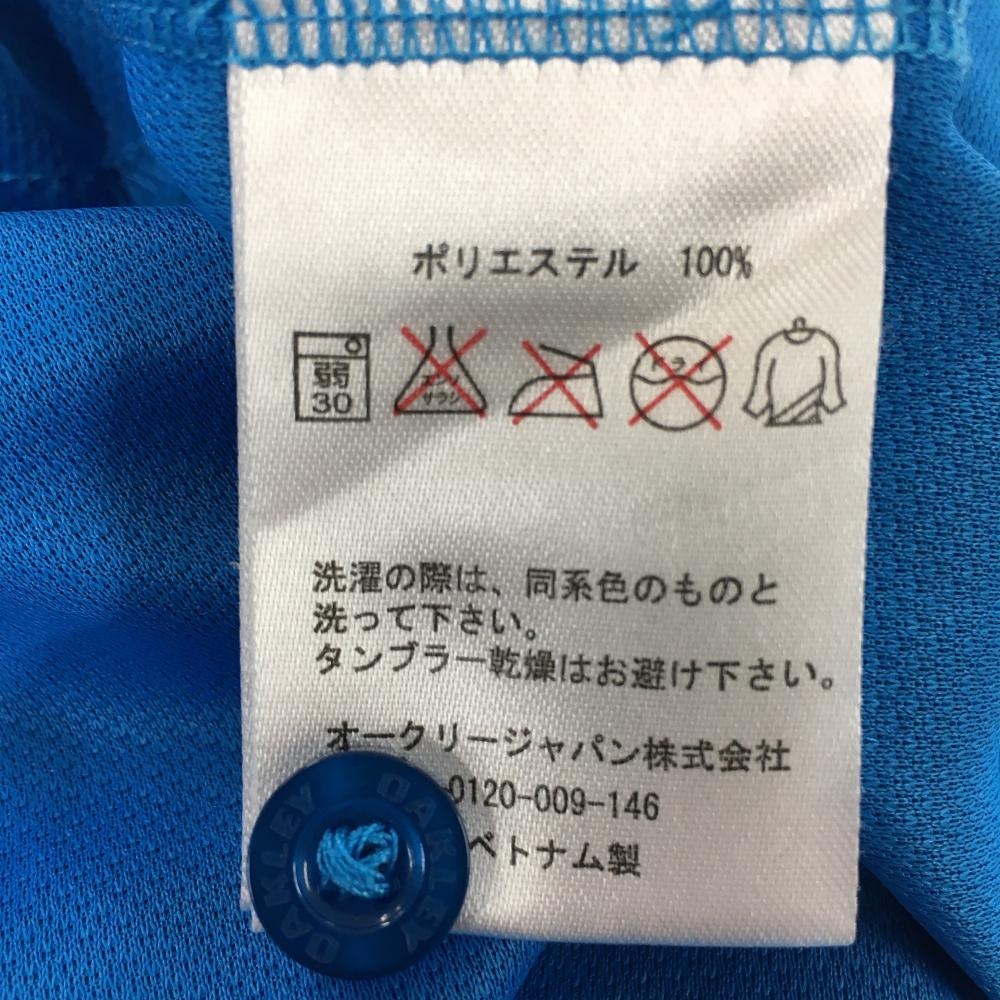 ポリエステル 100%
弱
30
エンソ
サラシ
ドライ
洗濯の際は、同系色のものと
洗って下さい。
タンブラー乾燥はお避け下さい。
オークリージャパン株式会社
0120-009-146
ベトナム製
OAKLEY
OAKLEY